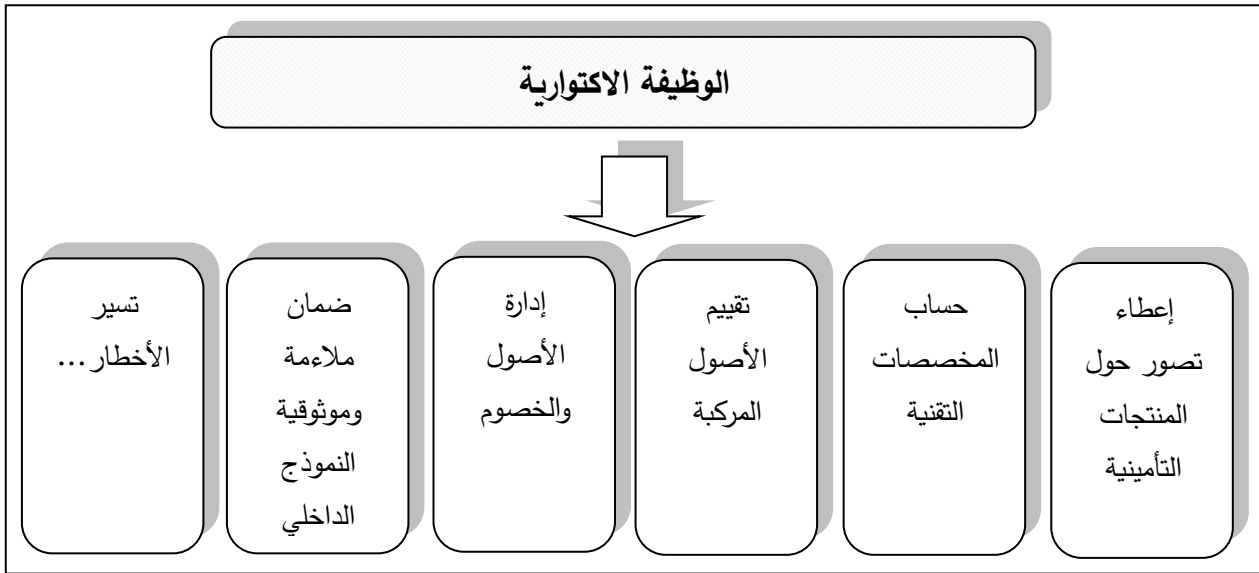 الوظيفة الاكتوارية
إعطاء
تصور حول
المنتجات
التأمينية
حساب
المخصصات
التقنية
تقييم
الأصول
المركبة
إدارة
الأصول
والخصوم
ضمان
ملاءمة
وموثوقية
النموذج
الداخلي
تسير
الأخطار...